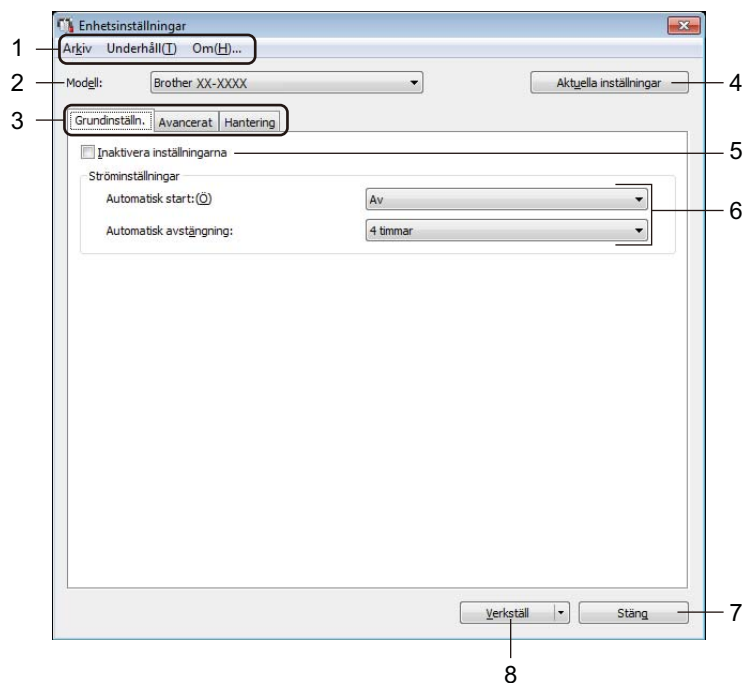 Enhetsinställningar
1
Arkiv Underhåll(T) Om(H)...
2
Modell:
Brother XX-XXXX
Aktuella inställningar
4
3
Grundinställn. Avancerat Hantering
Inaktivera inställningarna
5
Ströminställningar
Automatisk start:(Ö)
Av
6
Automatisk avstängning:
4 timmar
Verkställ
Stäng
7
8